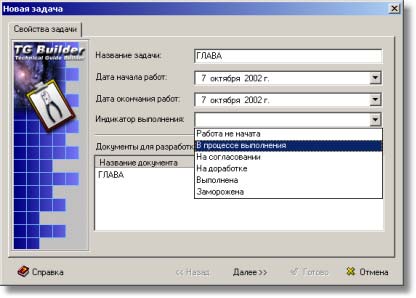 Новая задача
Свойства задачи
TG Builder
Technical Guide Builder
Название задачи: ГЛАВА
Дата начала работ: 7 октября 2002 г.
Дата окончания работ: 7 октября 2002 г.
Индикатор выполнения:
Работа не начата
Документы для разработк
В процессе выполнения
Название документа
На согласовании
ГЛАВА
На доработке
Выполнена
Заморожена
Справка
<< Назад
Далее >>
Готово
Отмена